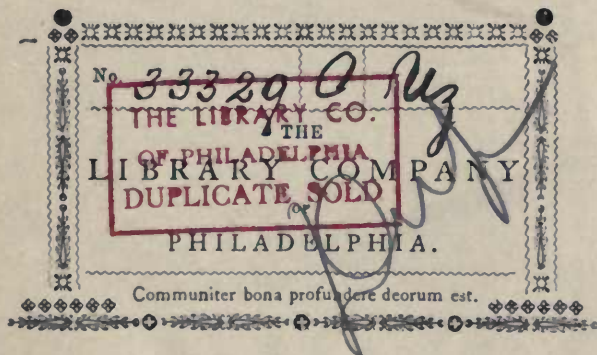 No. 33329 O
THE LIBRARY CO.
THE
OF PHILADELPHIA
LIBRARY COMPANY
DUPLICATE SOLD
OF
PHILADELPHIA.
Communiter bona profundere deorum est.